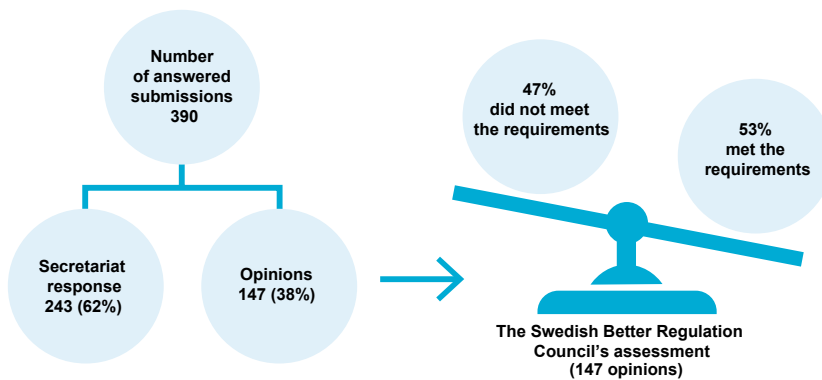 Number
of answered
submissions
390
Secretariat
response
243 (62%)
Opinions
147 (38%)
47%
did not meet
the requirements
53%
met the
requirements
The Swedish Better Regulation
Council’s assessment
(147 opinions)